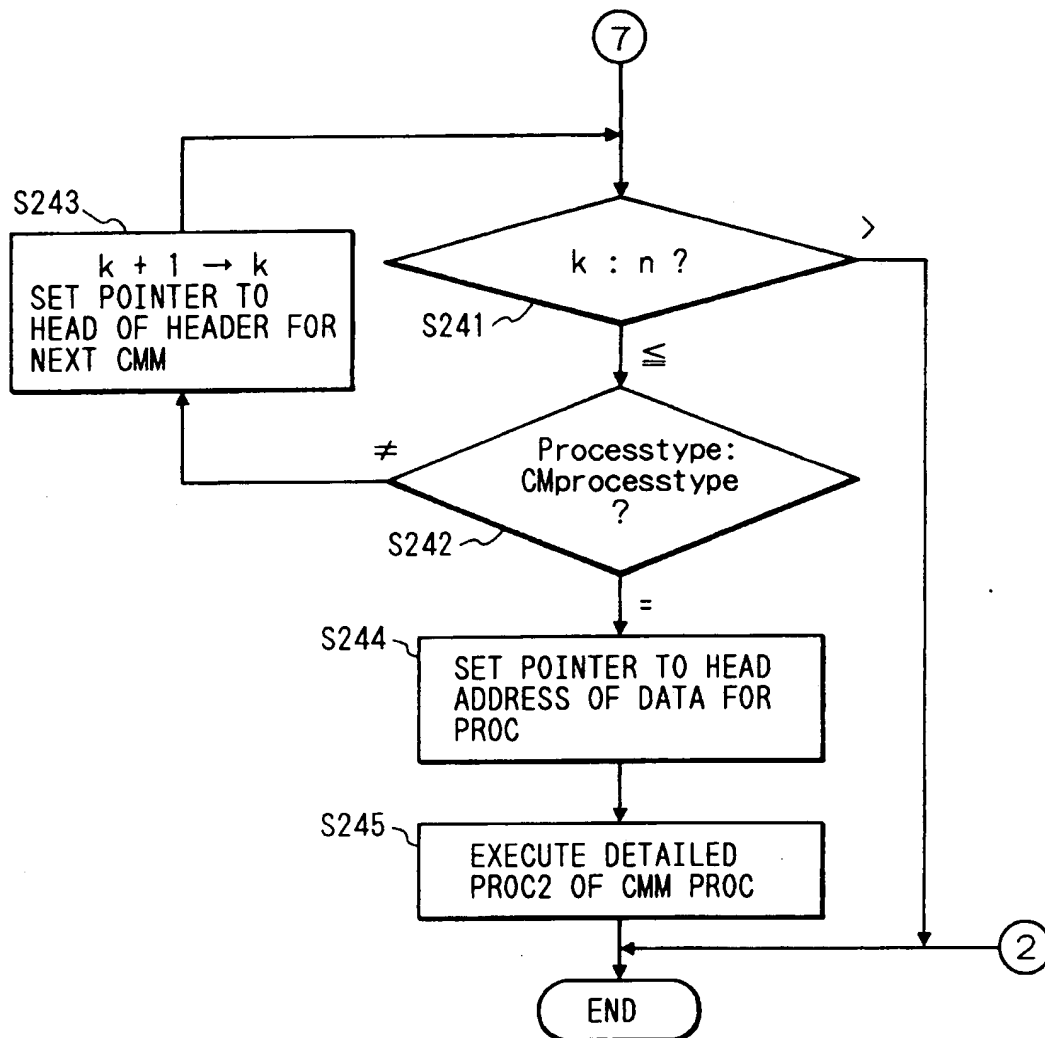 7
S243
k + 1 → k
SET POINTER TO
HEAD OF HEADER FOR
NEXT CMM
k : n ?
>
S241
≦
Processtype:
CMprocesstype
?
≠
S242
=
S244
SET POINTER TO HEAD
ADDRESS OF DATA FOR
PROC
S245
EXECUTE DETAILED
PROC2 OF CMM PROC
2
END